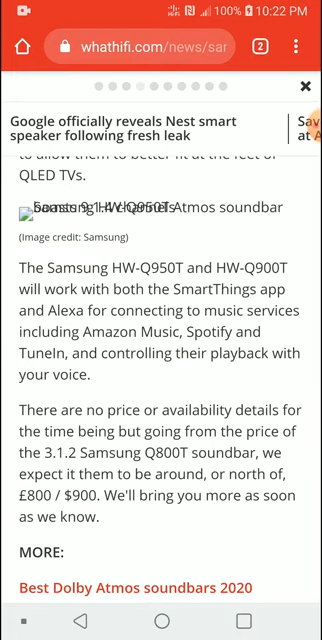 100% 10:22 PM
whathifi.com/news/sar
2
Google officially reveals Nest smart
speaker following fresh leak
Sav
at A
to allow them to better fit at the feet of
QLED TVs.
Atmos soundbar
(Image credit: Samsung)
The Samsung HW-Q950T and HW-Q900T
will work with both the SmartThings app
and Alexa for connecting to music services
including Amazon Music, Spotify and
TuneIn, and controlling their playback with
your voice.
There are no price or availability details for
the time being but going from the price of
the 3.1.2 Samsung Q800T soundbar, we
expect it them to be around, or north of,
£800 / $900. We'll bring you more as soon
as we know.
MORE:
Best Dolby Atmos soundbars 2020